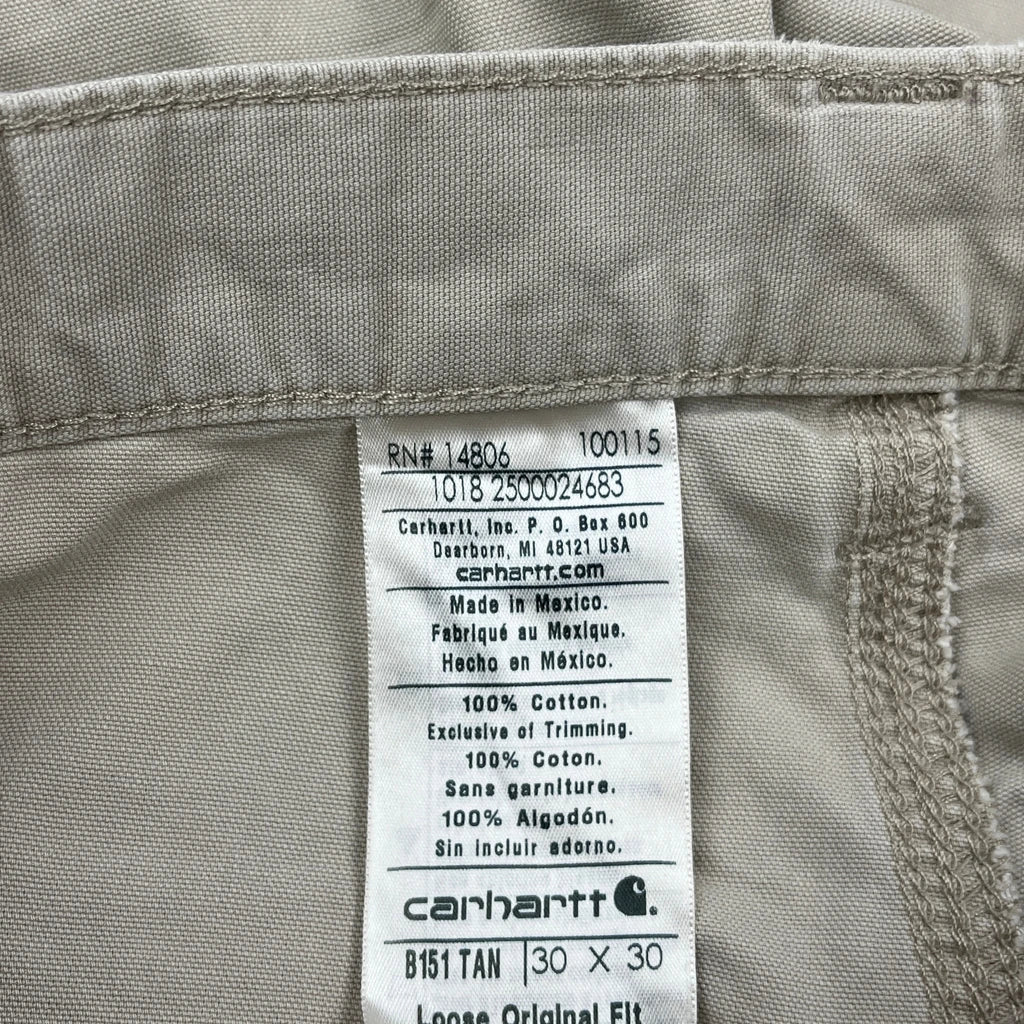 RN# 14806 100115
1018 2500024683
Carhartt, Inc. P. O. Box 600
Dearborn, MI 48121 USA
carhartt.com
Made in Mexico.
Fabriqué au Mexique.
Hecho en México.
100% Cotton.
Exclusive of Trimming.
100% Coton.
Sans garniture.
100% Algodón.
Sin incluir adorno.
carhartt
B151 TAN 30 X 30
Loose Original Fit